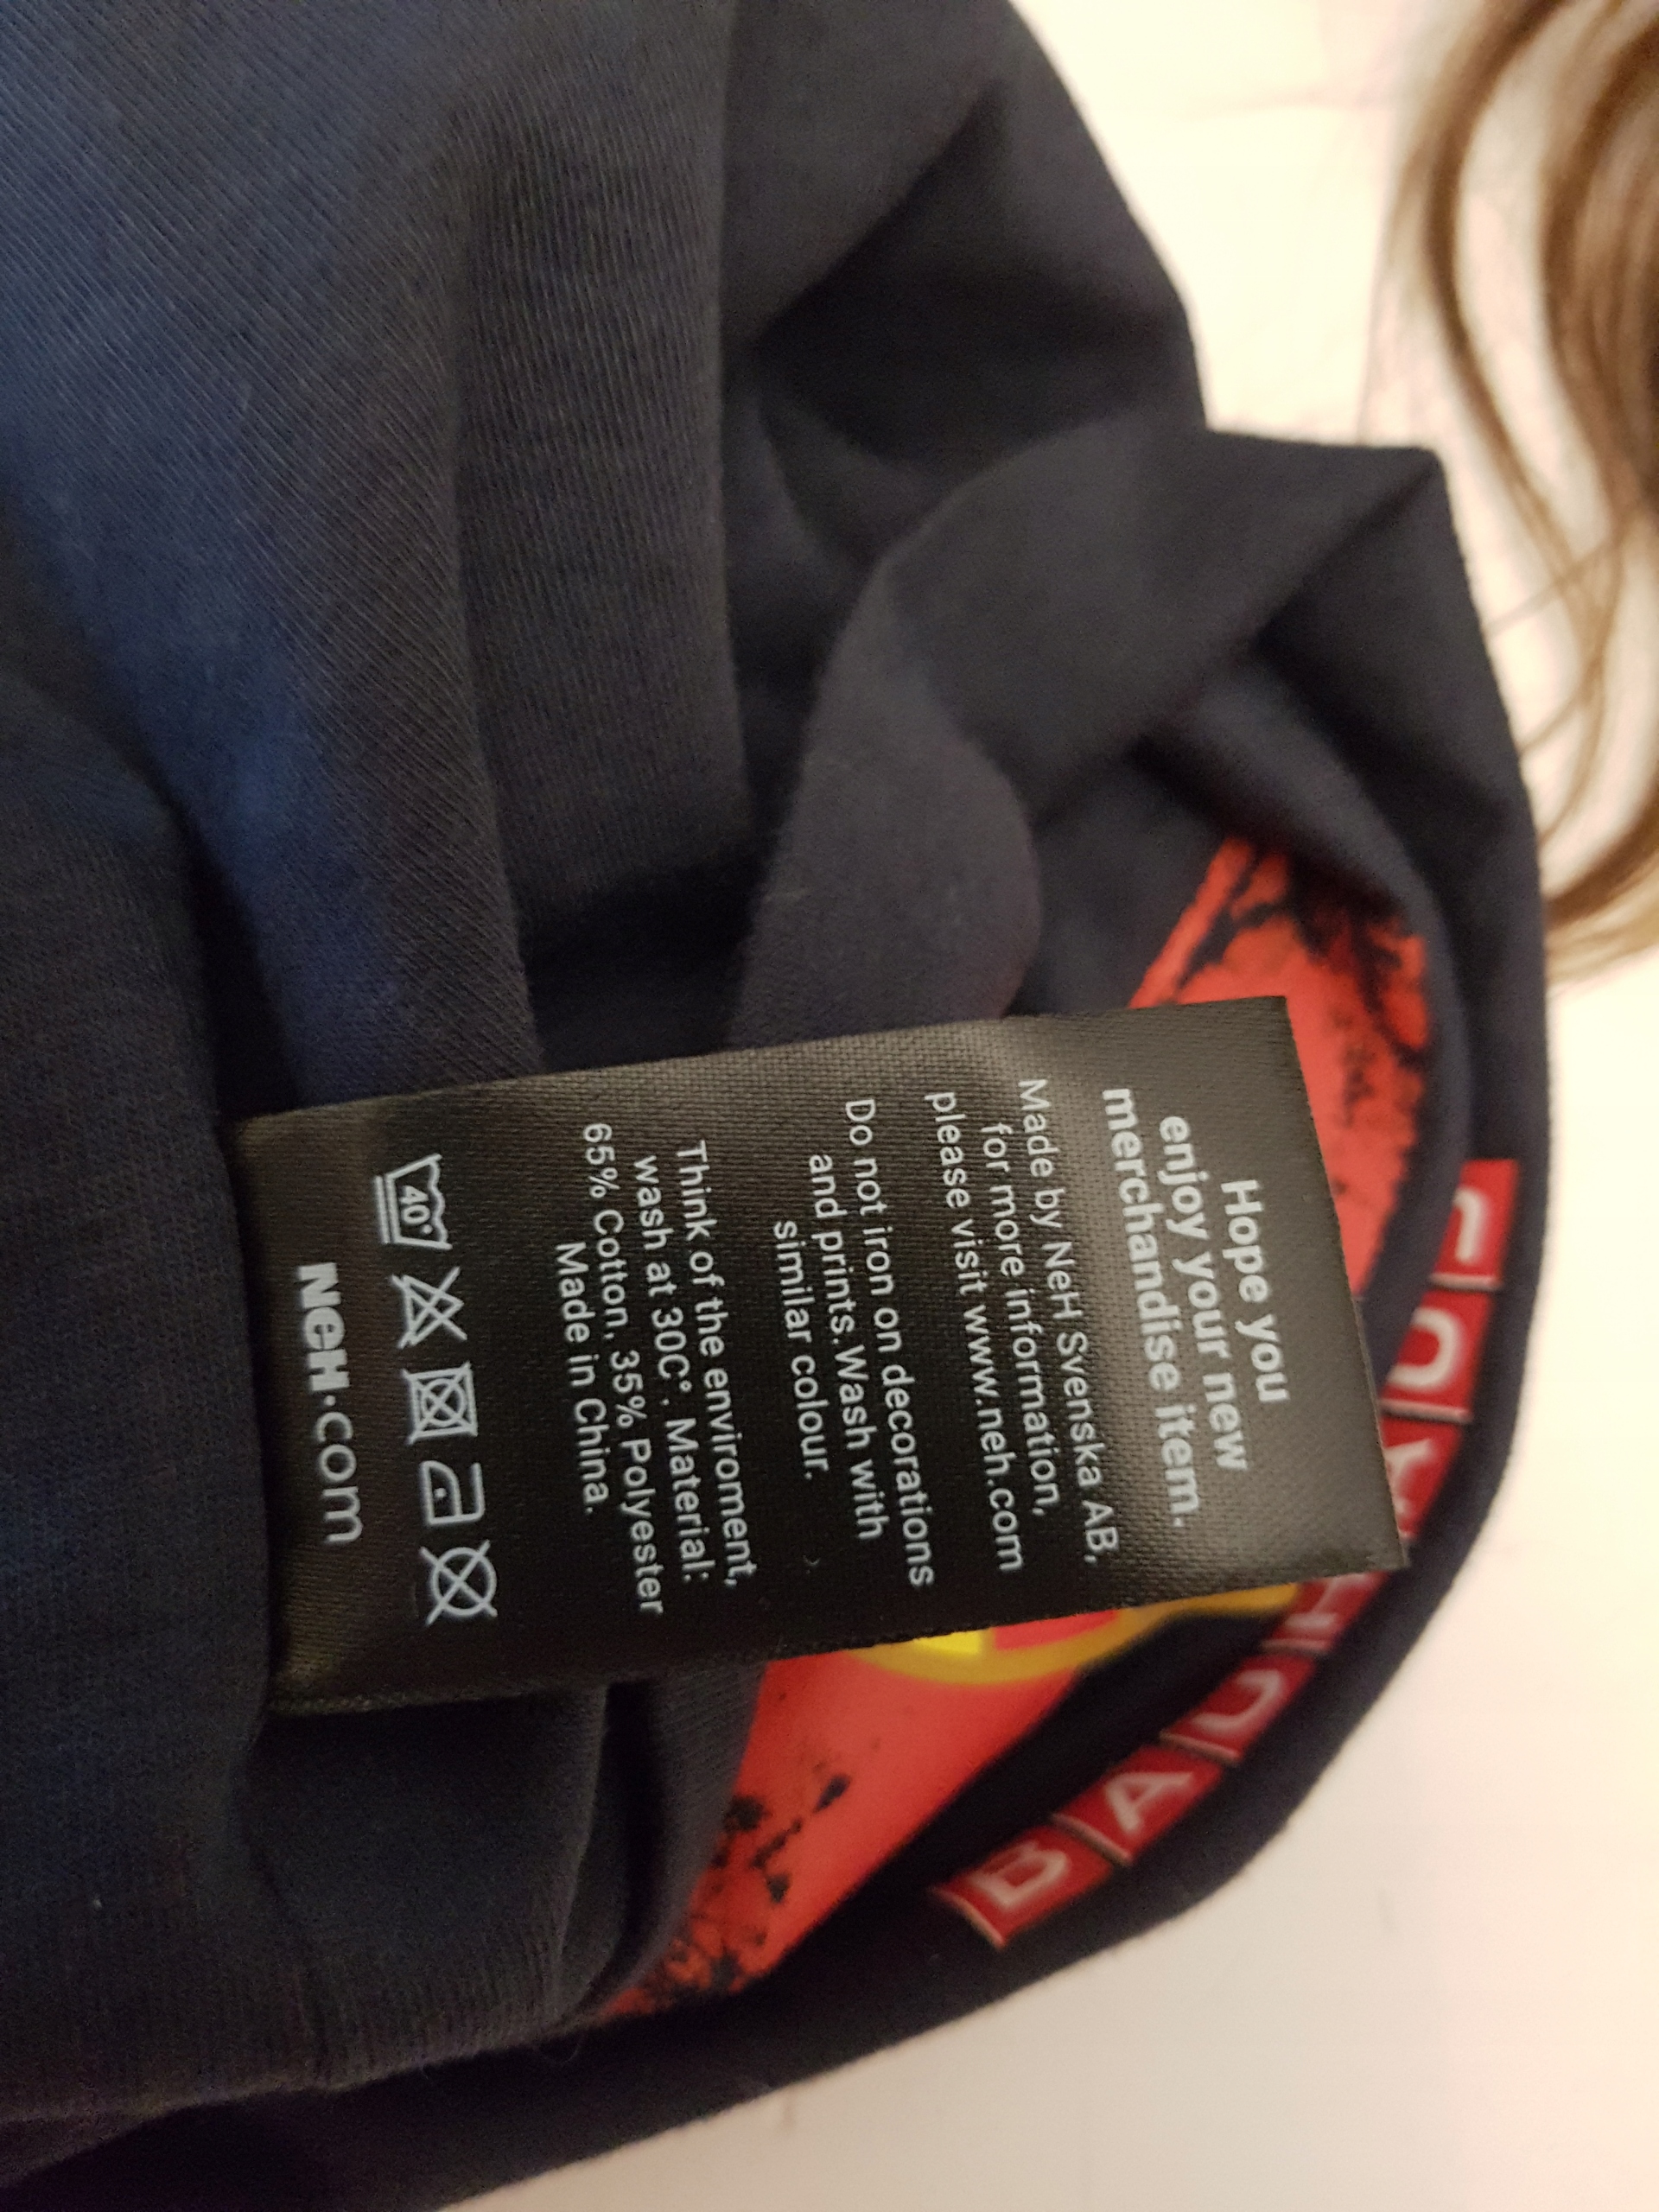 Hope you
enjoy your new
merchandise item.
Made by NeH Svenska AB,
for more information,
please visit www.neh.com
Do not iron on decorations
and prints. Wash with
similar colour.
Think of the enviroment,
wash at 30C°. Material:
65% Cotton, 35% Polyester
Made in China.
40°
NeH.com
BAUHAUS